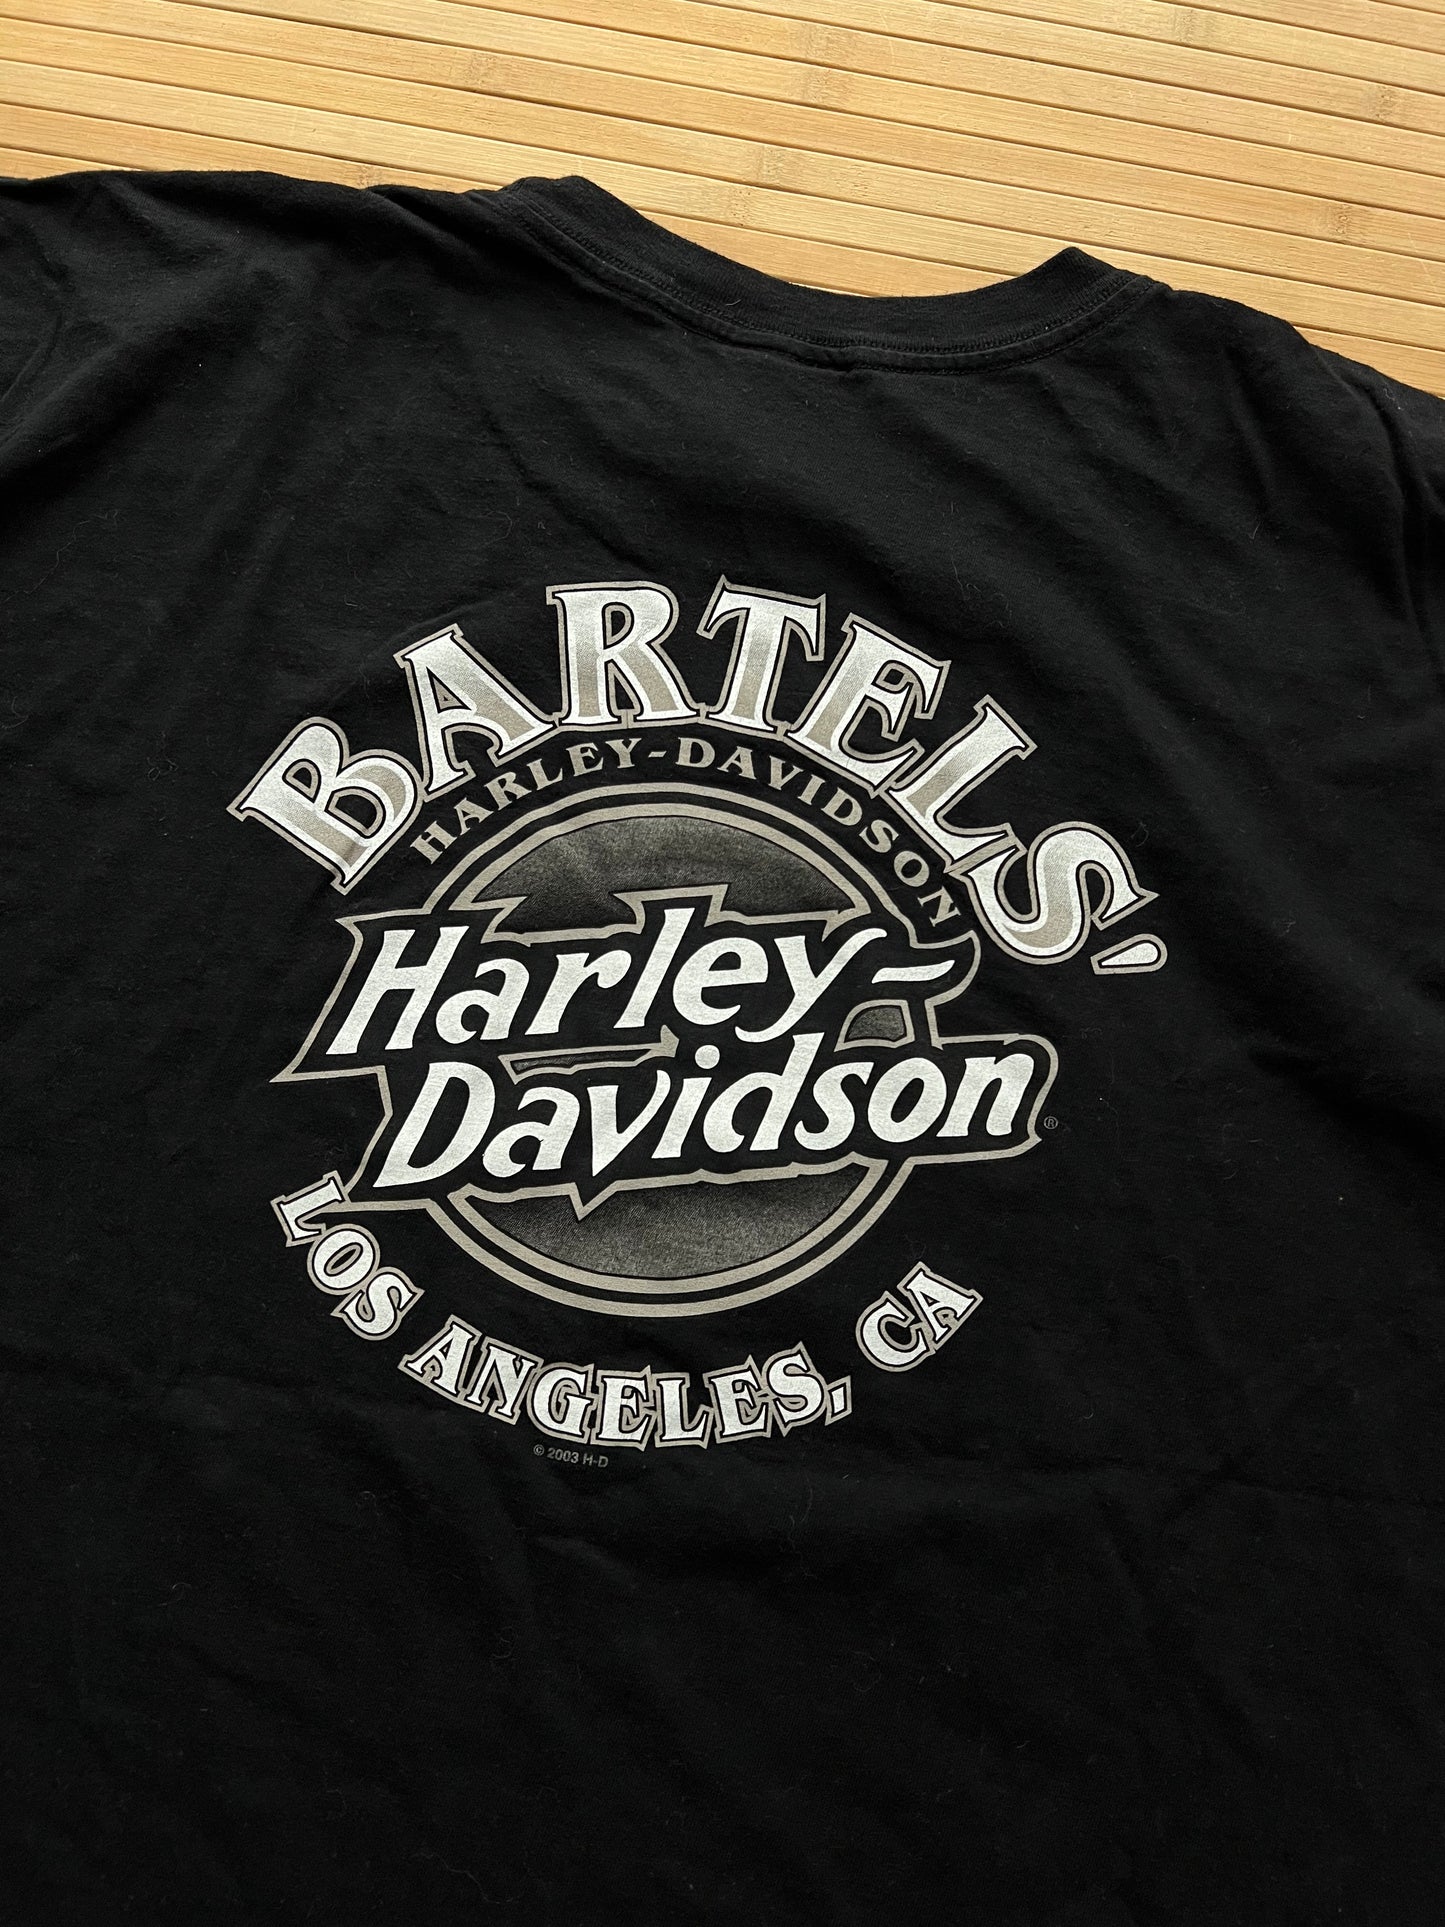 BARTELS'
HARLEY-DAVIDSON
Harley-
Davidson
®
LOS ANGELES, CA
© 2003 H-D